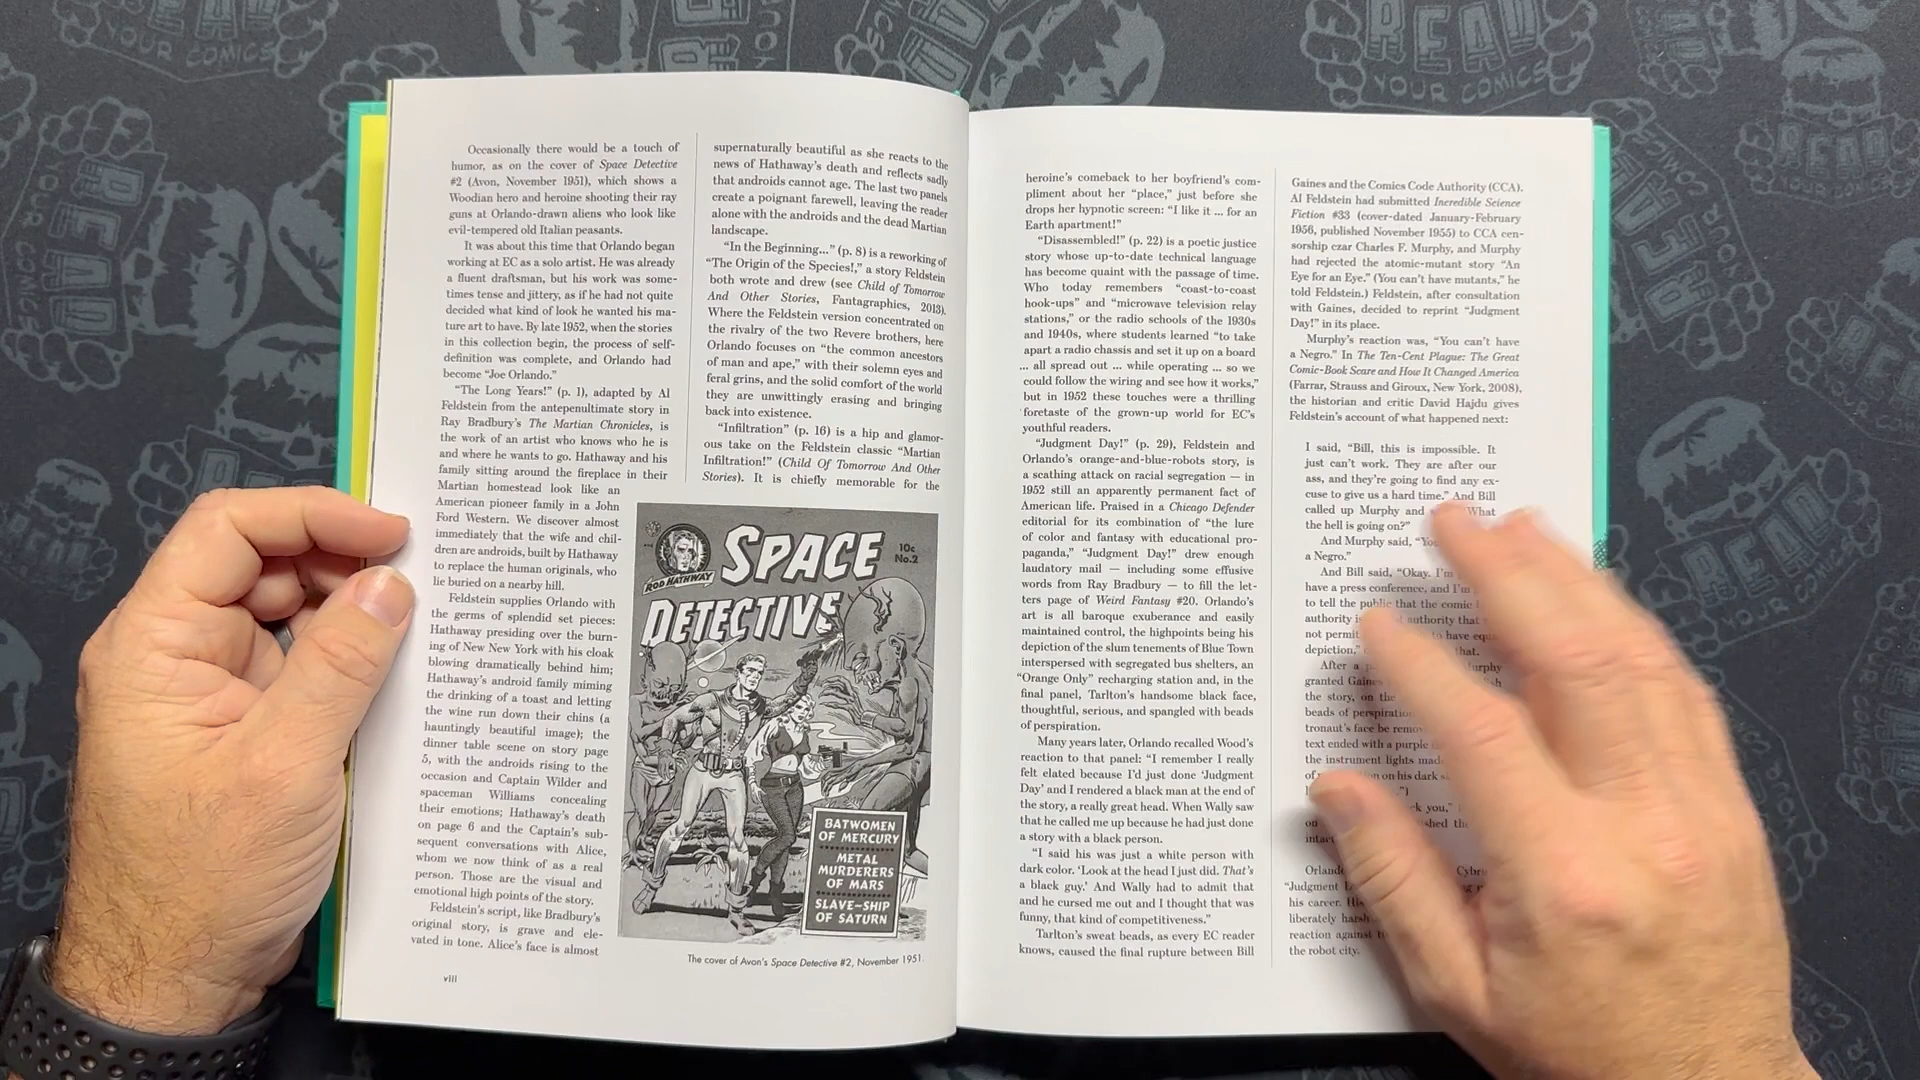 Occasionally there would be a touch of
humor, as on the cover of Space Detective
#2 (Avon, November 1951), which shows a
Woodian hero and heroine shooting their ray
guns at Orlando-drawn aliens who look like
evil-tempered old Italian peasants.
It was about this time that Orlando began
working at EC as a solo artist. He was already
a fluent draftsman, but his work was some-
times tense and jittery, as if he had not quite
decided what kind of look he wanted his ma-
ture art to have. By late 1952, when the stories
in this collection begin, the process of self-
definition was complete, and Orlando had
become “Joe Orlando.”
“The Long Years!” (p. 1), adapted by Al
Feldstein from the antepenultimate story in
Ray Bradbury’s The Martian Chronicles, is
the work of an artist who knows who he is
and where he wants to go. Hathaway and his
family sitting around the fireplace in their
Martian homestead look like an
American pioneer family in a John
Ford Western. We discover almost
immediately that the wife and chil-
dren are androids, built by Hathaway
to replace the human originals, who
lie buried on a nearby hill.
Feldstein supplies Orlando with
the germs of splendid set pieces:
Hathaway presiding over the burn-
ing of New New York with his cloak
blowing dramatically behind him;
Hathaway’s android family miming
the drinking of a toast and letting
the wine run down their chins (a
hauntingly beautiful image); the
dinner table scene on story page
5, with the androids rising to the
occasion and Captain Wilder and
spaceman Williams concealing
their emotions; Hathaway’s death
on page 6 and the Captain’s sub-
sequent conversations with Alice,
whom we now think of as a real
person. Those are the visual and
emotional high points of the story.
Feldstein’s script, like Bradbury’s
original story, is grave and ele-
vated in tone. Alice’s face is almost
viii
supernaturally beautiful as she reacts to the
news of Hathaway’s death and reflects sadly
that androids cannot age. The last two panels
create a poignant farewell, leaving the reader
alone with the androids and the dead Martian
landscape.
“In the Beginning...” (p. 8) is a reworking of
“The Origin of the Species!,” a story Feldstein
both wrote and drew (see Child of Tomorrow
And Other Stories, Fantagraphics, 2013).
Where the Feldstein version concentrated on
the rivalry of the two Revere brothers, here
Orlando focuses on “the common ancestors
of man and ape,” with their solemn eyes and
feral grins, and the solid comfort of the world
they are unwittingly erasing and bringing
back into existence.
“Infiltration” (p. 16) is a hip and glamor-
ous take on the Feldstein classic “Martian
Infiltration!” (Child Of Tomorrow And Other
Stories). It is chiefly memorable for the
ROD HATHWAY
SPACE
DETECTIVE
10c
No.2
BATWOMEN
OF MERCURY
METAL
MURDERERS
OF MARS
SLAVE-SHIP
OF SATURN
The cover of Avon’s Space Detective #2, November 1951.
heroine’s comeback to her boyfriend’s com-
pliment about her “place,” just before she
drops her hypnotic screen: “I like it ... for an
Earth apartment!”
“Disassembled!” (p. 22) is a poetic justice
story whose up-to-date technical language
has become quaint with the passage of time.
Who today remembers “coast-to-coast
hook-ups” and “microwave television relay
stations,” or the radio schools of the 1930s
and 1940s, where students learned “to take
apart a radio chassis and set it up on a board
... all spread out ... while operating ... so we
could follow the wiring and see how it works,”
but in 1952 these touches were a thrilling
foretaste of the grown-up world for EC’s
youthful readers.
“Judgment Day!” (p. 29), Feldstein and
Orlando’s orange-and-blue-robots story, is
a scathing attack on racial segregation — in
1952 still an apparently permanent fact of
American life. Praised in a Chicago Defender
editorial for its combination of “the lure
of color and fantasy with educational pro-
paganda,” “Judgment Day!” drew enough
laudatory mail — including some effusive
words from Ray Bradbury — to fill the let-
ters page of Weird Fantasy #20. Orlando’s
art is all baroque exuberance and easily
maintained control, the highpoints being his
depiction of the slum tenements of Blue Town
interspersed with segregated bus shelters, an
“Orange Only” recharging station and, in the
final panel, Tarlton’s handsome black face,
thoughtful, serious, and spangled with beads
of perspiration.
Many years later, Orlando recalled Wood’s
reaction to that panel: “I remember I really
felt elated because I’d just done ‘Judgment
Day’ and I rendered a black man at the end of
the story, a really great head. When Wally saw
that he called me up because he had just done
a story with a black person.
“I said his was just a white person with
dark color. ‘Look at the head I just did. That’s
a black guy.’ And Wally had to admit that
and he cursed me out and I thought that was
funny, that kind of competitiveness.”
Tarlton’s sweat beads, as every EC reader
knows, caused the final rupture between Bill
Gaines and the Comics Code Authority (CCA).
Al Feldstein had submitted Incredible Science
Fiction #33 (cover-dated January-February
1956, published November 1955) to CCA cen-
sorship czar Charles F. Murphy, and Murphy
had rejected the atomic-mutant story “An
Eye for an Eye.” (You can’t have mutants,” he
told Feldstein.) Feldstein, after consultation
with Gaines, decided to reprint “Judgment
Day!” in its place.
Murphy’s reaction was, “You can’t have
a Negro.” In The Ten-Cent Plague: The Great
Comic-Book Scare and How It Changed America
(Farrar, Strauss and Giroux, New York, 2008),
the historian and critic David Hajdu gives
Feldstein’s account of what happened next:
I said, “Bill, this is impossible. It
just can’t work. They are after our
ass, and they’re going to find any ex-
cuse to give us a hard time.” And Bill
called up Murphy and “What
the hell is going on?”
And Murphy said,
a Negro.”
And Bill said, “Okay. I’m
have a press conference, and I’m
to tell the public that the comic
authority is authority that
not permit to have
depiction,” that.
After a Murphy
granted Gaines
the story, on the
beads of
face be
text ended with a purple
the instrument lights
of on his dark
you,”
on the
Orlando
“Judgment
his career.
liberately harsh
reaction against
the robot city.
READ
YOUR COMICS